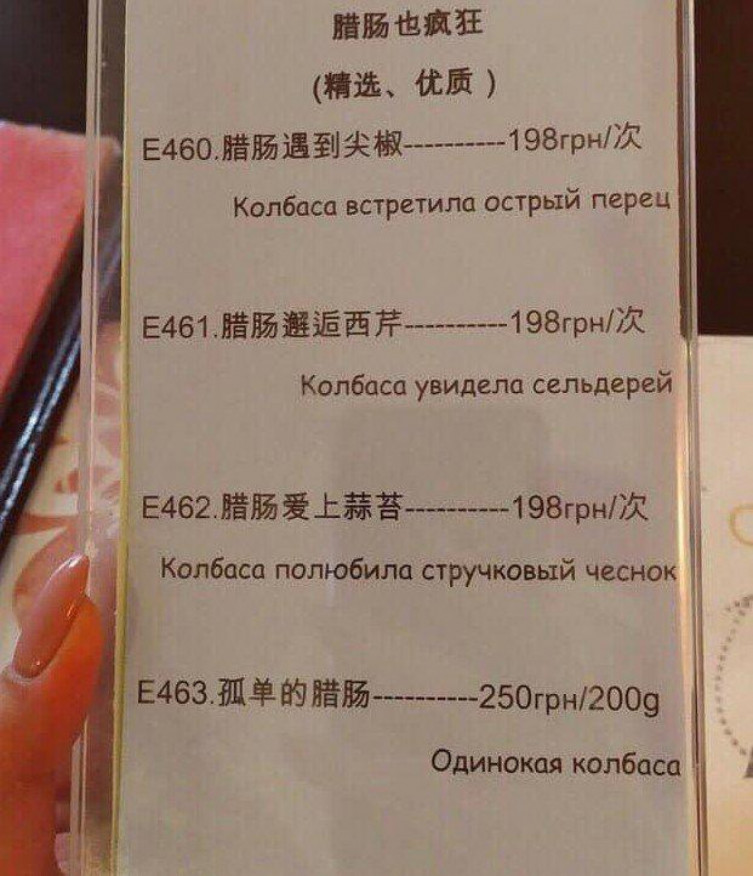 腊肠也疯狂
(精选、优质)
E460.腊肠遇到尖椒----------198грн/次
Колбаса встретила острый перец
E461.腊肠邂逅西芹----------198грн/次
Колбаса увидела сельдерей
E462.腊肠爱上蒜苔----------198грн/次
Колбаса полюбила стручковый чеснок
E463.孤单的腊肠----------250грн/200g
Одинокая колбаса